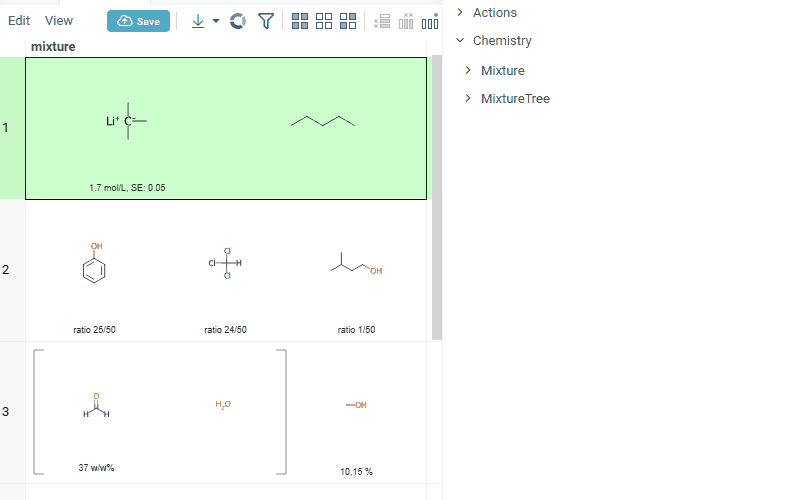 Edit View Save
Actions
Chemistry
Mixture
MixtureTree
mixture
1
Li+ C-
1.7 mol/L, SE: 0.05
2
OH
Cl
Cl H
Cl
OH
ratio 25/50 ratio 24/50 ratio 1/50
3
O
H H
H2O
OH
37 w/w% 10,15 %